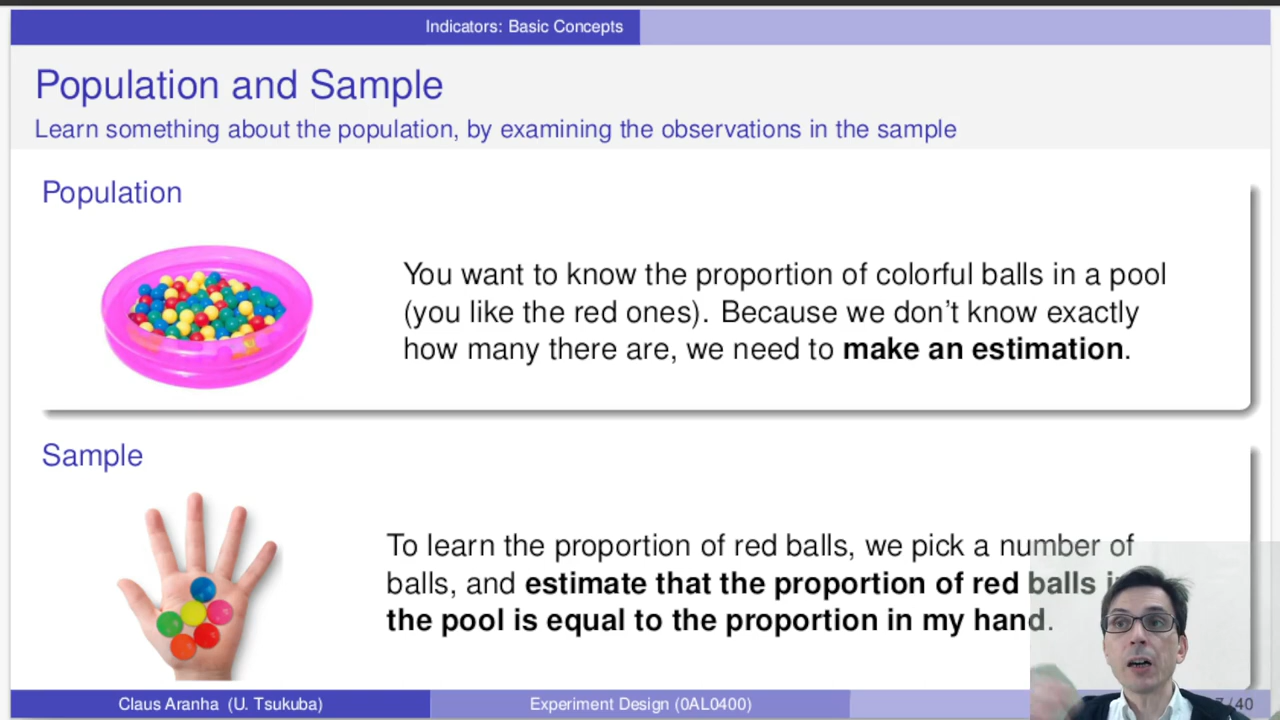 Indicators: Basic Concepts
Population and Sample
Learn something about the population, by examining the observations in the sample
Population
You want to know the proportion of colorful balls in a pool
(you like the red ones). Because we don't know exactly
how many there are, we need to make an estimation.
Sample
To learn the proportion of red balls, we pick a number of
balls, and estimate that the proportion of red balls in
the pool is equal to the proportion in my hand.
Claus Aranha (U. Tsukuba)
Experiment Design (0AL0400)
7 / 40